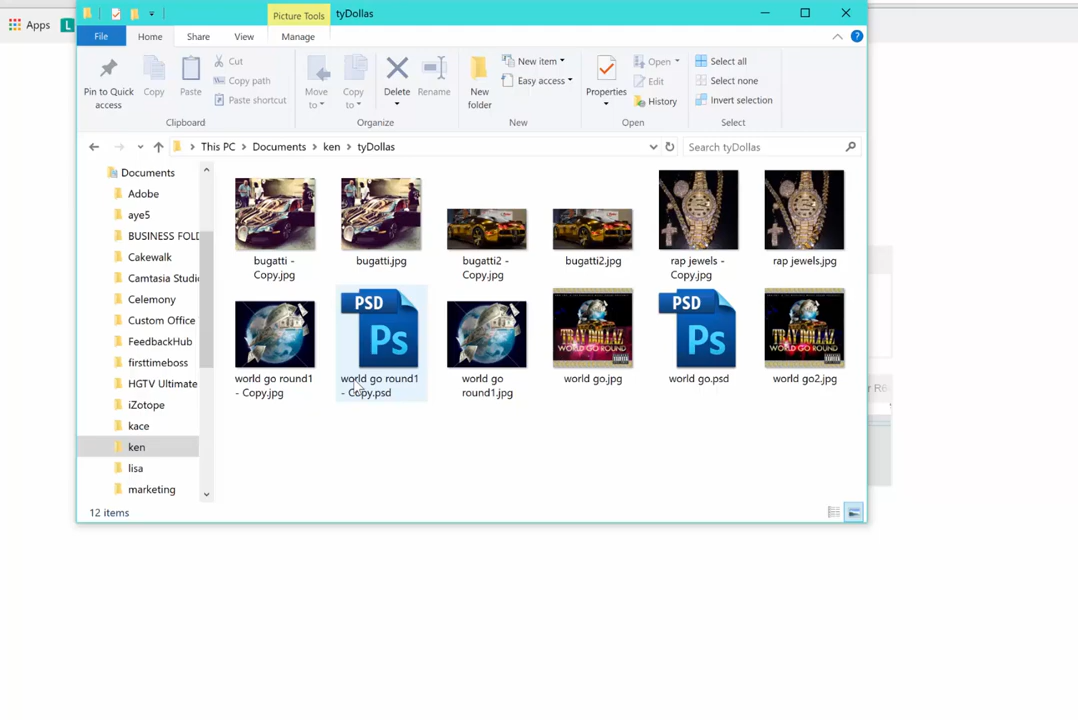 Apps
L
Picture Tools
tyDollas
File
Home
Share
View
Manage
Pin to Quick access
Copy
Paste
Cut
Copy path
Paste shortcut
Clipboard
Move to
Copy to
Delete
Rename
Organize
New folder
New item
Easy access
New
Properties
Open
Edit
History
Open
Select all
Select none
Invert selection
Select
This PC
Documents
ken
tyDollas
Search tyDollas
Documents
Adobe
aye5
BUSINESS FOLD
Cakewalk
Camtasia Studi
Celemony
Custom Office
FeedbackHub
firsttimeboss
HGTV Ultimate
iZotope
kace
ken
lisa
marketing
bugatti -
Copy.jpg
bugatti.jpg
bugatti2 -
Copy.jpg
bugatti2.jpg
rap jewels -
Copy.jpg
rap jewels.jpg
world go round1
- Copy.jpg
PSD
Ps
world go round1
- Copy.psd
world go
round1.jpg
TRAY DOLLAZ
WORLD GO ROUND
world go.jpg
PSD
Ps
world go.psd
TRAY DOLLAZ
WORLD GO ROUND
world go2.jpg
12 items
r R6